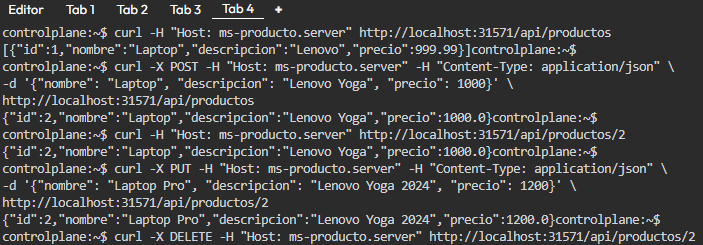 Editor Tab 1 Tab 2 Tab 3 Tab 4 +
controlplane:~$ curl -H "Host: ms-producto.server" http://localhost:31571/api/productos
[{"id":1,"nombre":"Laptop","descripcion":"Lenovo","precio":999.99}]controlplane:~$
controlplane:~$ curl -X POST -H "Host: ms-producto.server" -H "Content-Type: application/json" \
-d '{"nombre": "Laptop", "descripcion": "Lenovo Yoga", "precio": 1000}' \
http://localhost:31571/api/productos
{"id":2,"nombre":"Laptop","descripcion":"Lenovo Yoga","precio":1000.0}controlplane:~$
controlplane:~$ curl -H "Host: ms-producto.server" http://localhost:31571/api/productos/2
{"id":2,"nombre":"Laptop","descripcion":"Lenovo Yoga","precio":1000.0}controlplane:~$
controlplane:~$ curl -X PUT -H "Host: ms-producto.server" -H "Content-Type: application/json" \
-d '{"nombre": "Laptop Pro", "descripcion": "Lenovo Yoga 2024", "precio": 1200}' \
http://localhost:31571/api/productos/2
{"id":2,"nombre":"Laptop Pro","descripcion":"Lenovo Yoga 2024","precio":1200.0}controlplane:~$
controlplane:~$ curl -X DELETE -H "Host: ms-producto.server" http://localhost:31571/api/productos/2